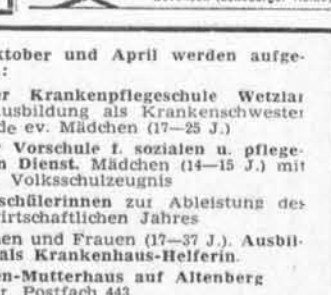 ktober und April werden aufge-
:
er Krankenpflegeschule Wetzlar
usbildung als Krankenschwester
de ev. Mädchen (17—25 J.)
Vorschule f. sozialen u. pflege-
n Dienst. Mädchen (14—15 J.) mit
Volksschulzeugnis
schülerinnen zur Ableistung des
irtschaftlichen Jahres
en und Frauen (17—37 J.). Ausbil-
als Krankenhaus-Helferin.
en-Mutterhaus auf Altenberg
r. Postfach 443